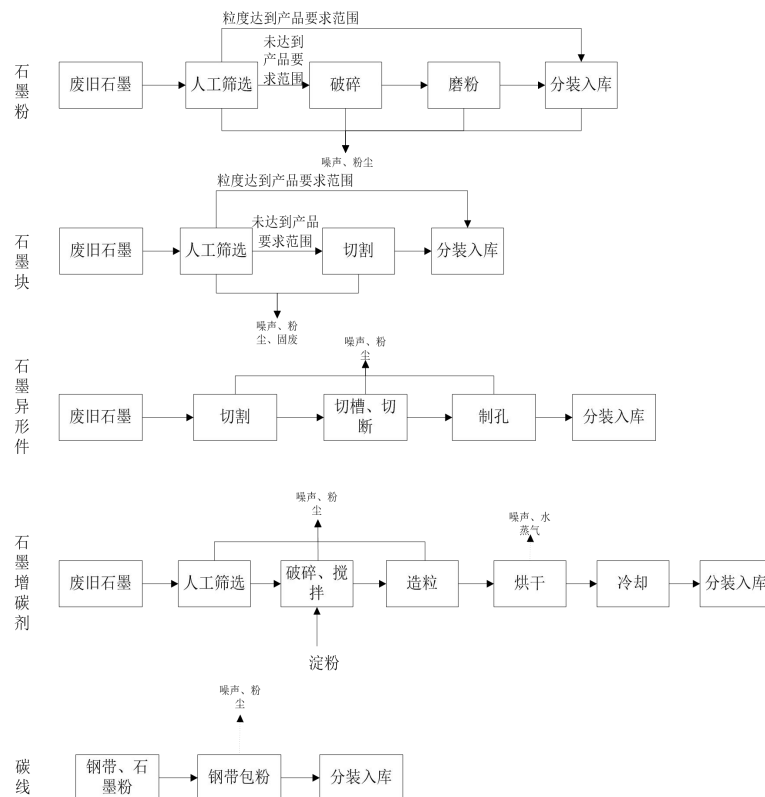 粒度达到产品要求范围
未达到
产品要
求范围
石
墨
粉
废旧石墨
人工筛选
破碎
磨粉
分装入库
噪声、粉尘
粒度达到产品要求范围
未达到产品
要求范围
石
墨
块
废旧石墨
人工筛选
切割
分装入库
噪声、粉
尘、固废
噪声、粉
尘
石
墨
异
形
件
废旧石墨
切割
切槽、切
断
制孔
分装入库
噪声、粉
尘
噪声、水
蒸气
石
墨
增
碳
剂
废旧石墨
人工筛选
破碎、搅
拌
造粒
烘干
冷却
分装入库
淀粉
噪声、粉
尘
碳
线
钢带、石
墨粉
钢带包粉
分装入库